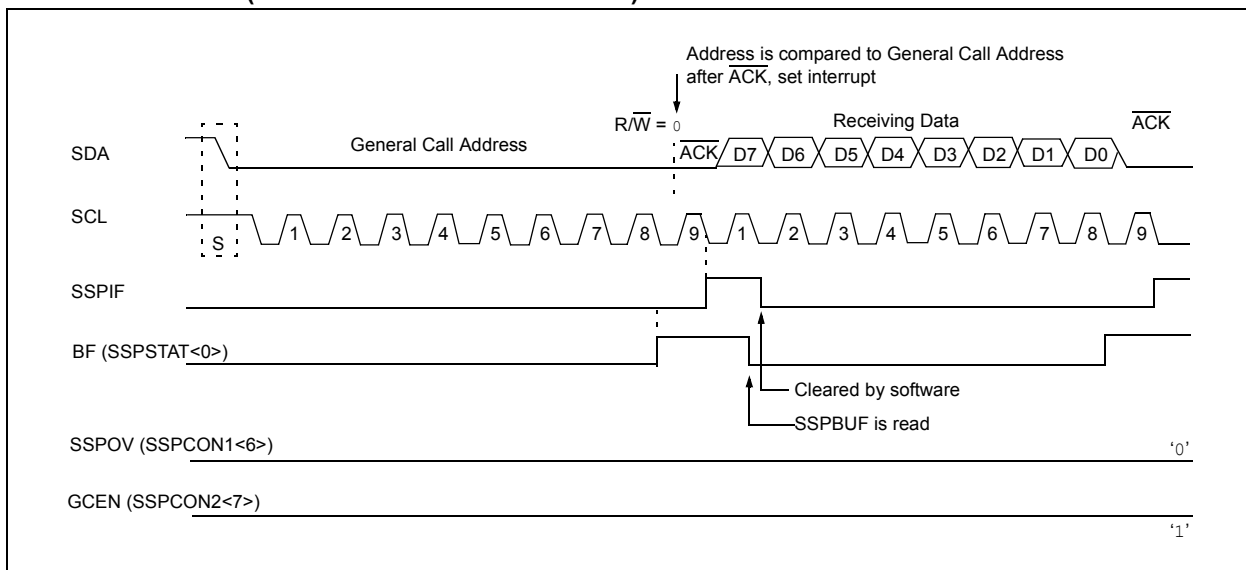 Address is compared to General Call Address
after ACK, set interrupt
R/W = 0
Receiving Data
ACK
SDA
General Call Address
ACK
D7
D6
D5
D4
D3
D2
D1
D0
SCL
S
1
2
3
4
5
6
7
8
9
1
2
3
4
5
6
7
8
9
SSPIF
BF (SSPSTAT<0>)
Cleared by software
SSPBUF is read
SSPOV (SSPCON1<6>)
‘0’
GCEN (SSPCON2<7>)
‘1’